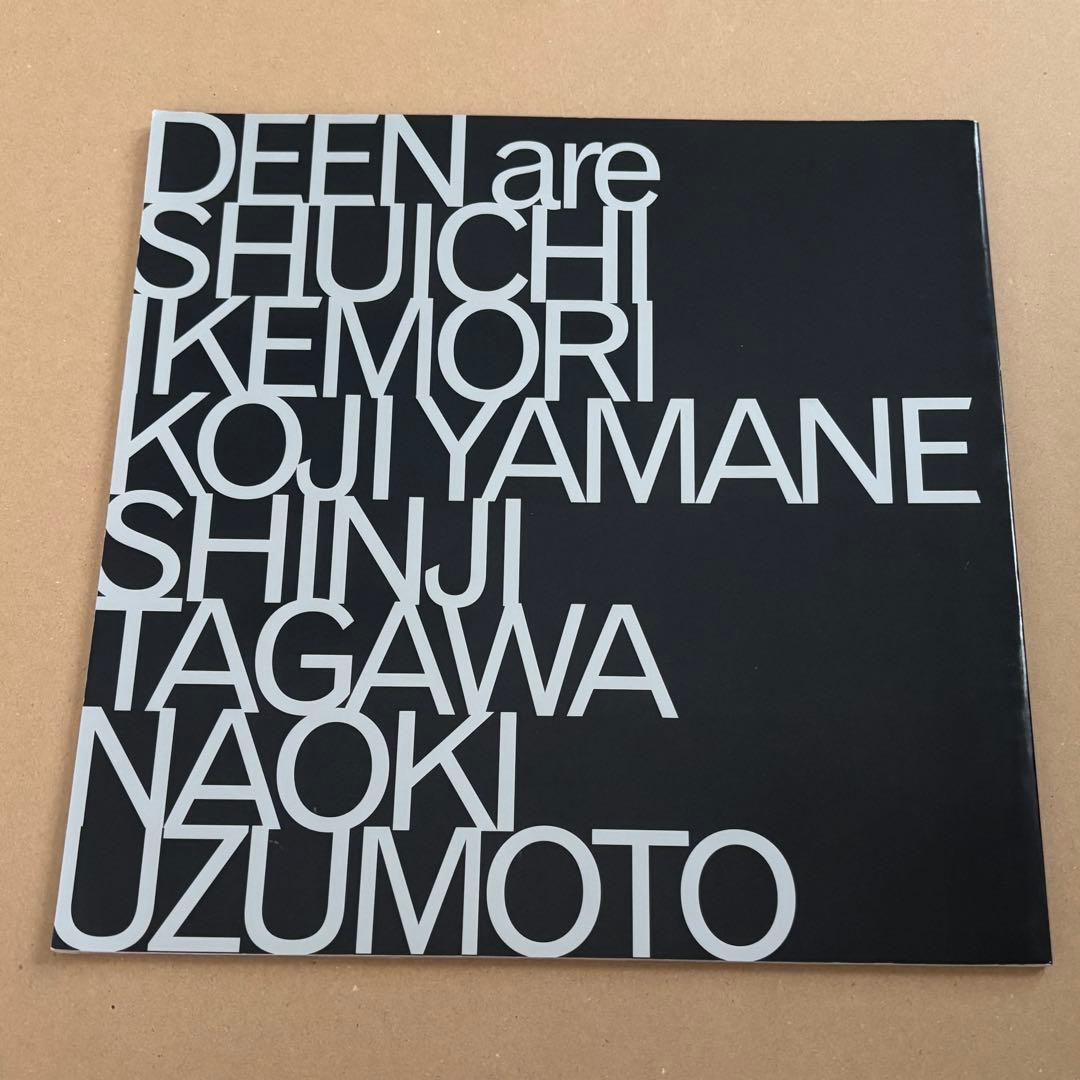 DEEN are
SHUICHI
IKEMORI
KOJI YAMANE
SHINJI
TAGAWA
NAOKI
UZUMOTO